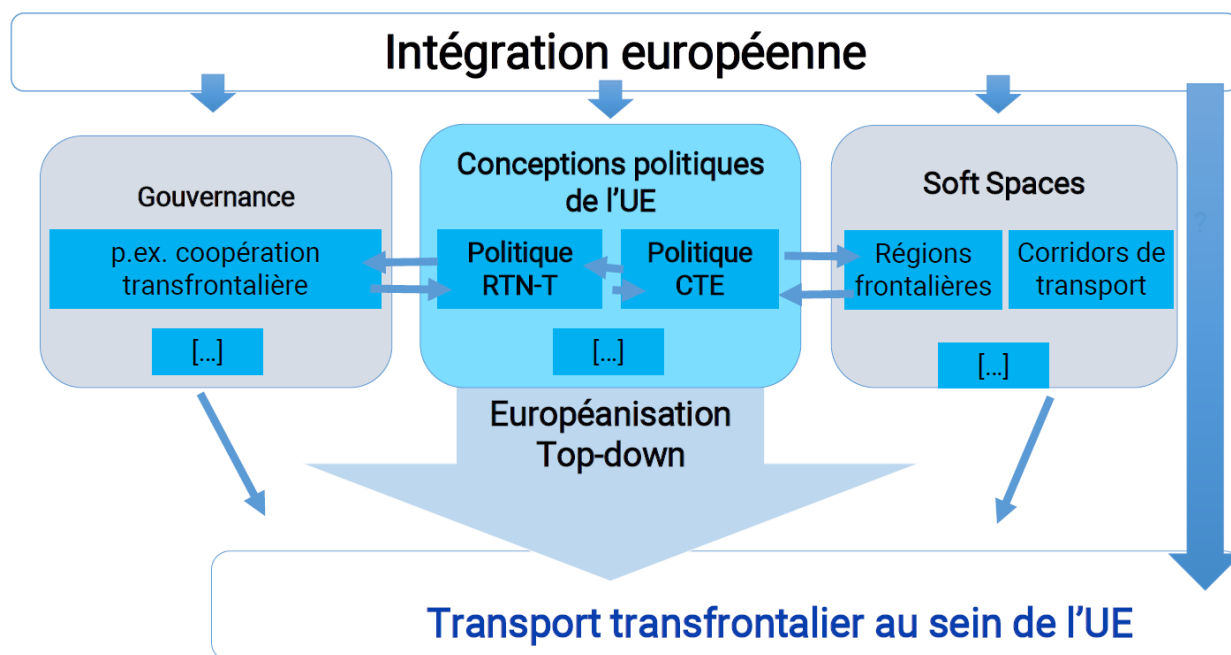 Intégration européenne
Gouvernance
p.ex. coopération
transfrontalière
[...]
Conceptions politiques
de l'UE
Politique
RTN-T
Politique
CTE
[...]
Soft Spaces
Régions
frontalières
Corridors de
transport
[...]
?
Européanisation
Top-down
Transport transfrontalier au sein de l'UE